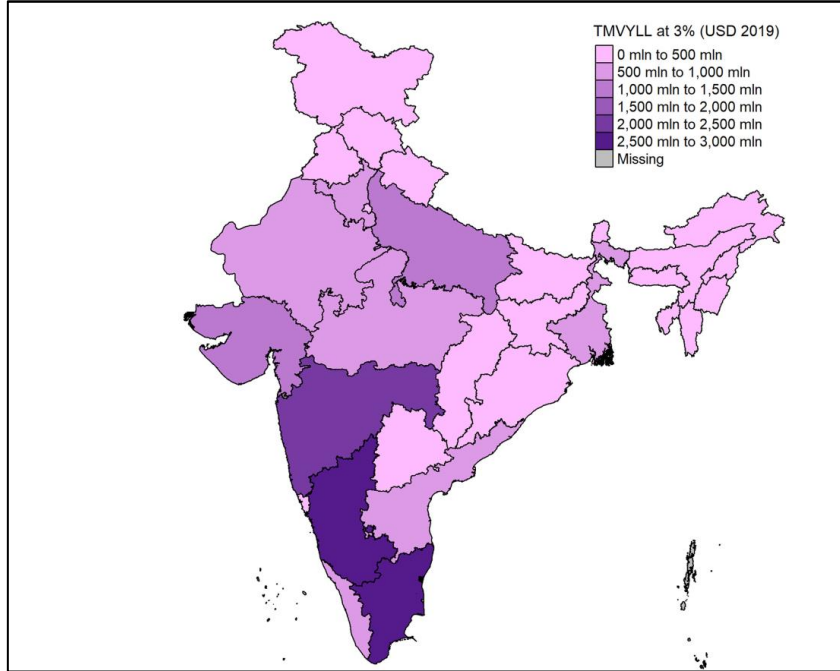 TMVYLL at 3% (USD 2019)
0 mln to 500 mln
500 mln to 1,000 mln
1,000 mln to 1,500 mln
1,500 mln to 2,000 mln
2,000 mln to 2,500 mln
2,500 mln to 3,000 mln
Missing